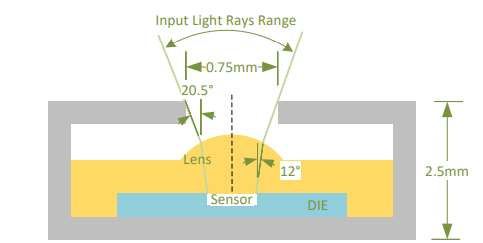 Input Light Rays Range
0.75mm
20.5°
Lens
12°
2.5mm
Sensor
DIE